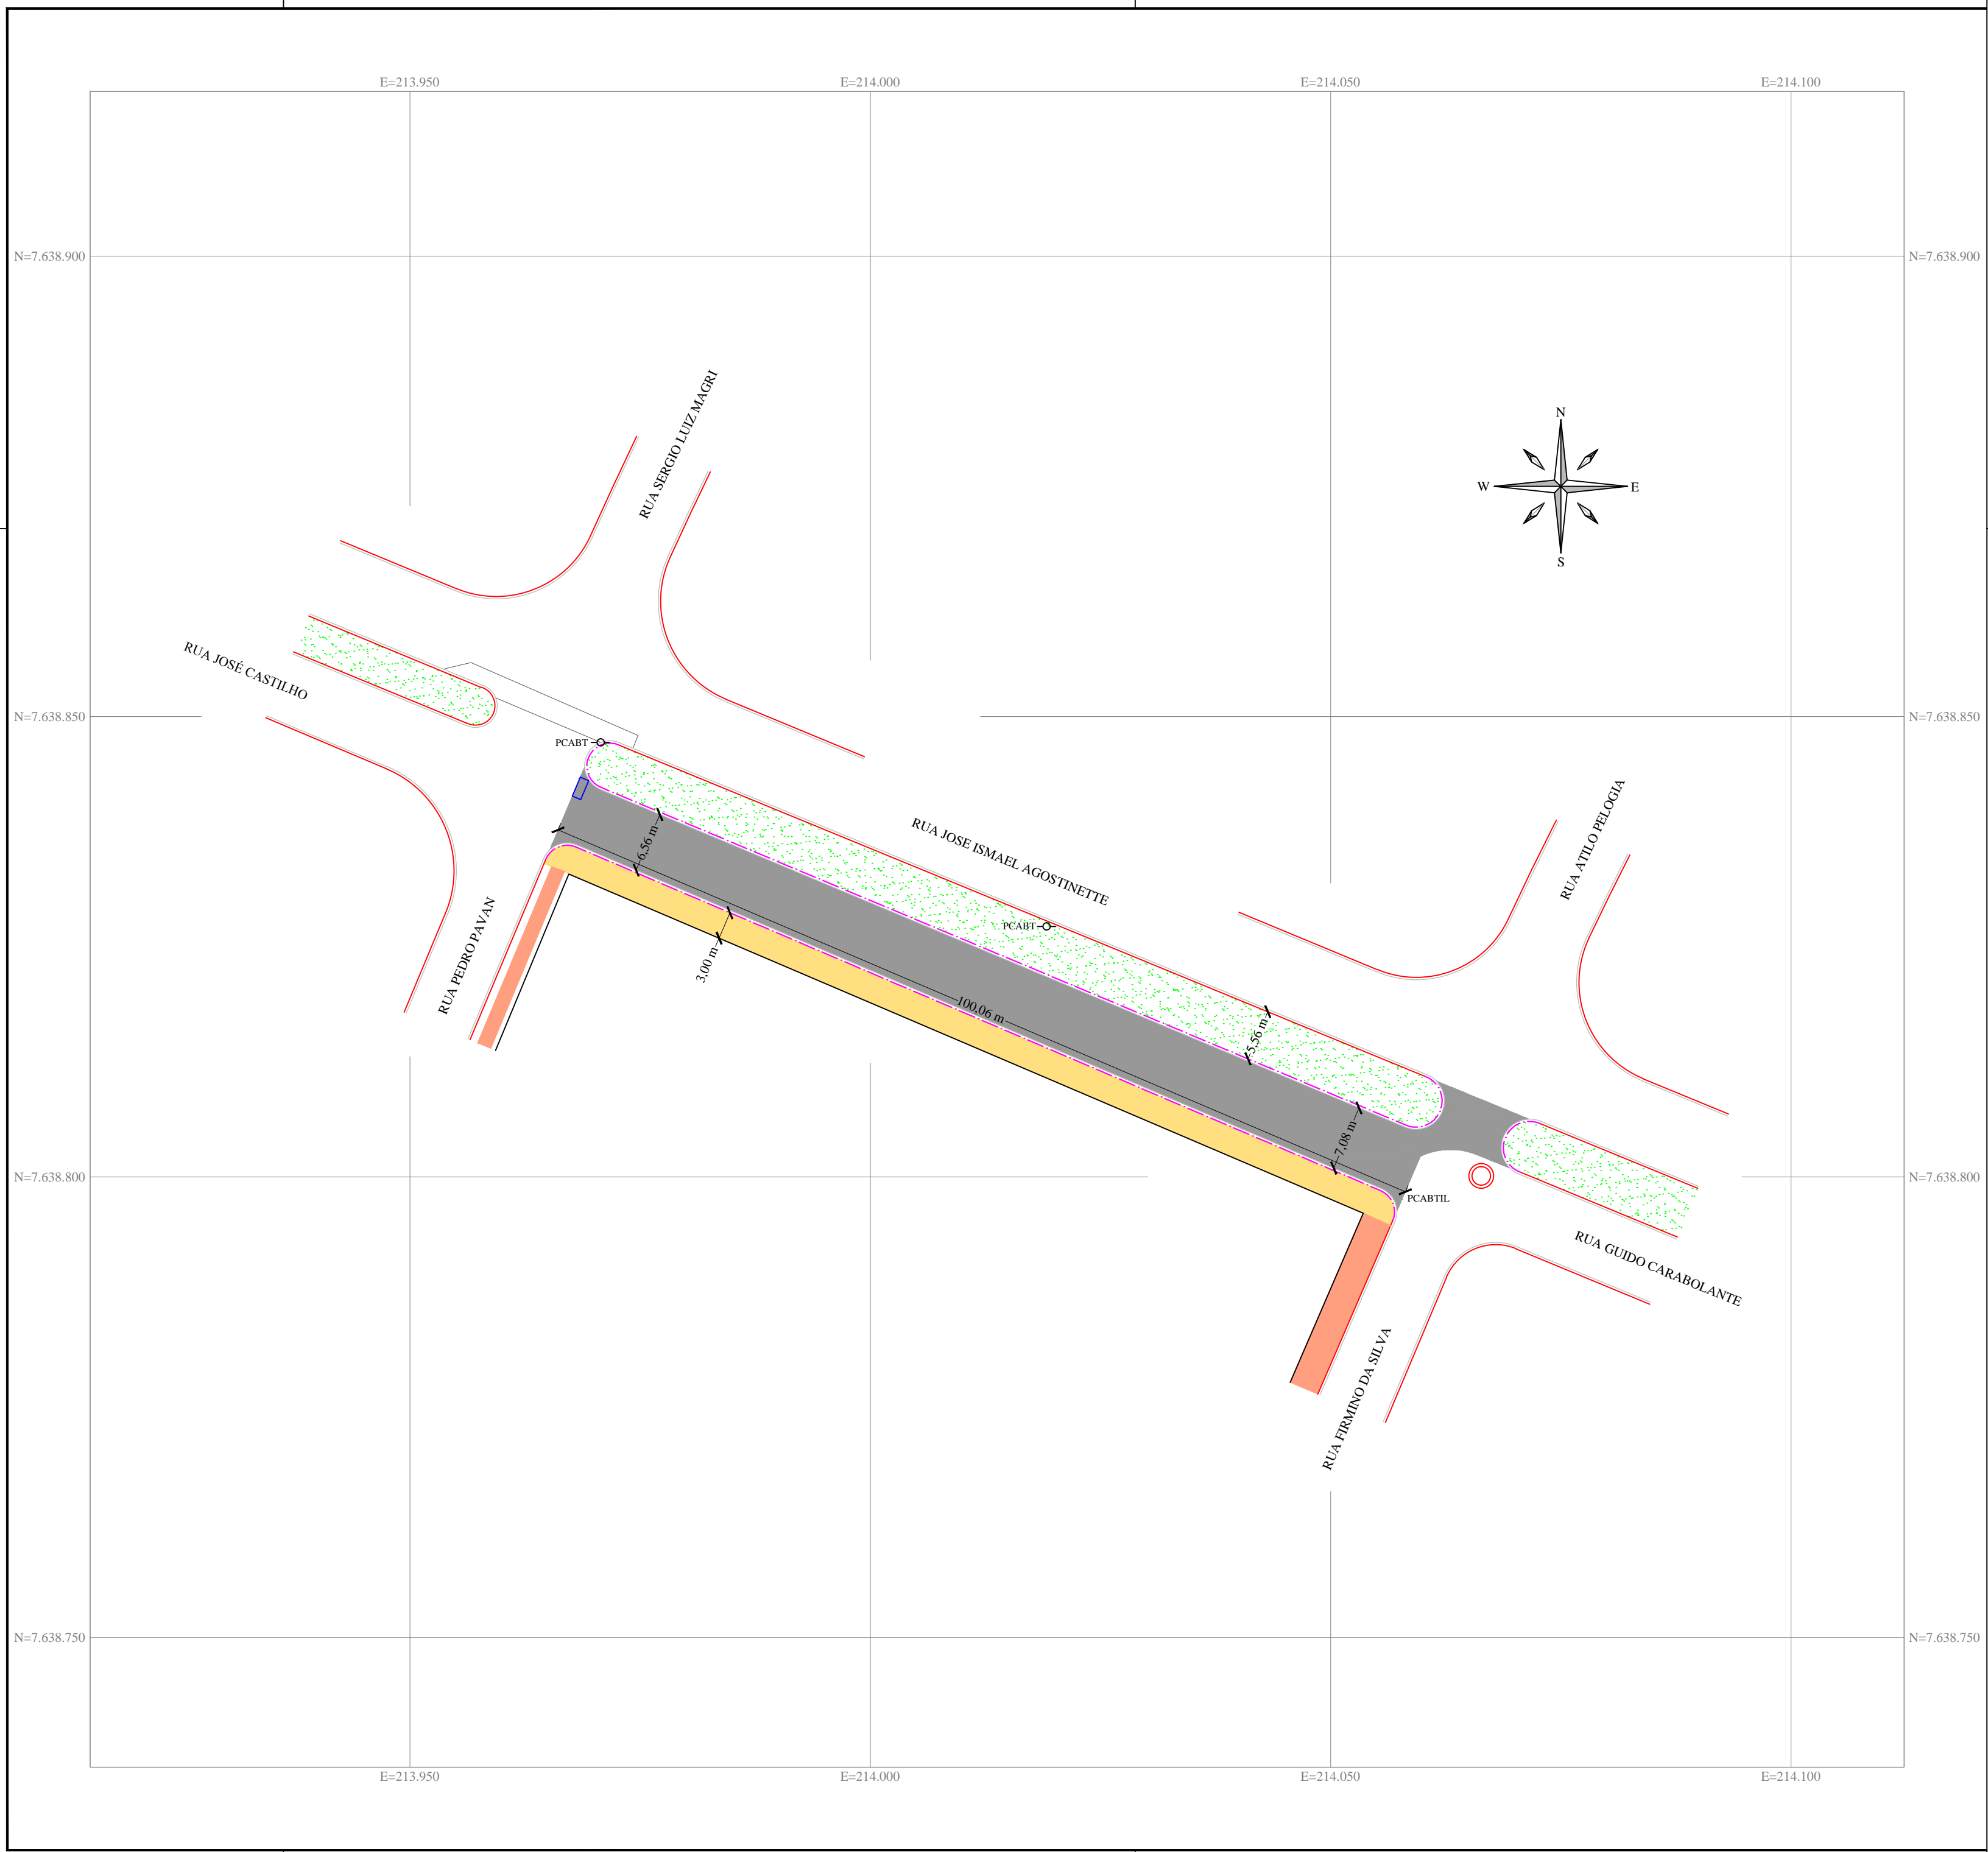 E=213.950
E=214.000
E=214.050
E=214.100
N=7.638.900
N=7.638.900
RUA SERGIO LUIZ MAGRI
N
W
E
S
RUA JOSÉ CASTILHO
N=7.638.850
N=7.638.850
PCABT
RUA ATILO PELOGIA
6,56 m
RUA JOSE ISMAEL AGOSTINETTE
RUA PEDRO PAVAN
PCABT
3,00 m
100,06 m
5,56 m
7,08 m
N=7.638.800
N=7.638.800
PCABTIL
RUA GUIDO CARABOLANTE
RUA FIRMINO DA SILVA
N=7.638.750
N=7.638.750
E=213.950
E=214.000
E=214.050
E=214.100